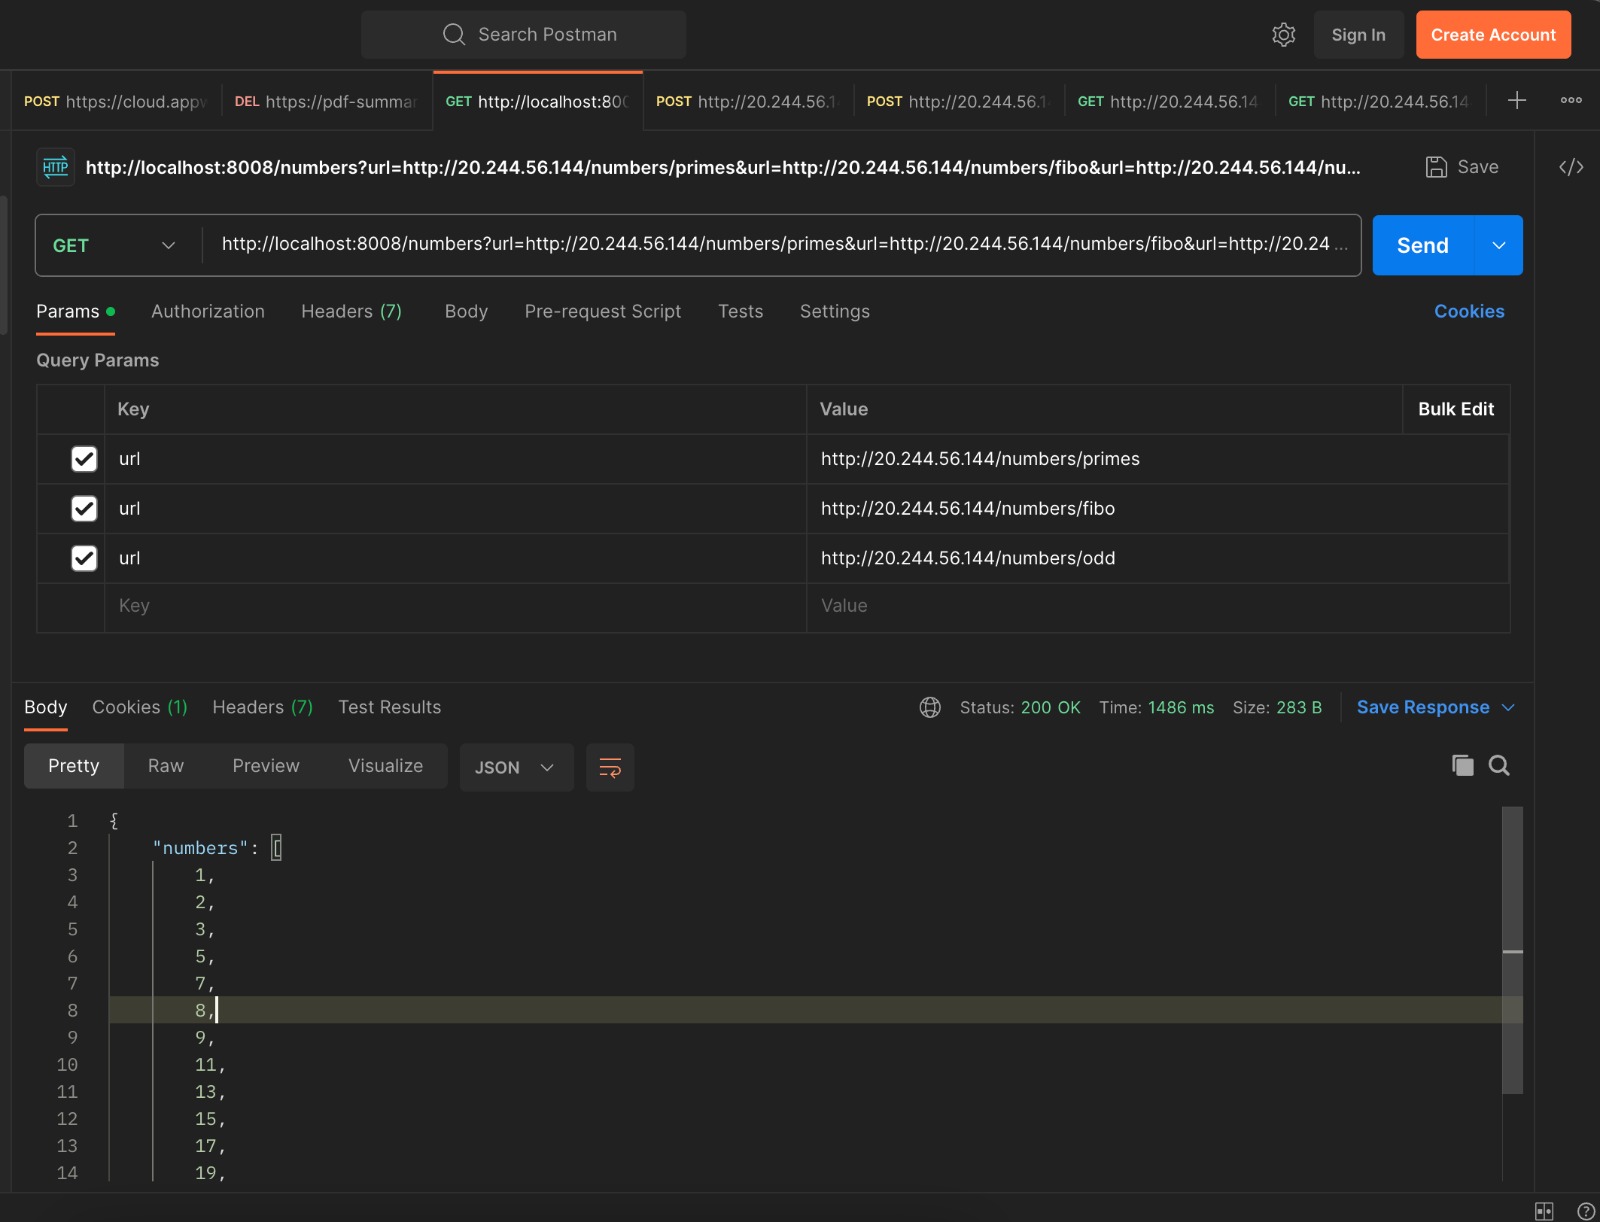 Search Postman
Sign In
Create Account
POST https://cloud.appw
DEL https://pdf-summar
GET http://localhost:800
POST http://20.244.56.1
POST http://20.244.56.1
GET http://20.244.56.14
GET http://20.244.56.14
HTTP
http://localhost:8008/numbers?url=http://20.244.56.144/numbers/primes&url=http://20.244.56.144/numbers/fibo&url=http://20.244.56.144/nu...
Save
GET
http://localhost:8008/numbers?url=http://20.244.56.144/numbers/primes&url=http://20.244.56.144/numbers/fibo&url=http://20.24 ...
Send
Params
Authorization
Headers (7)
Body
Pre-request Script
Tests
Settings
Cookies
Query Params
Key
Value
Bulk Edit
url
http://20.244.56.144/numbers/primes
url
http://20.244.56.144/numbers/fibo
url
http://20.244.56.144/numbers/odd
Key
Value
Body
Cookies (1)
Headers (7)
Test Results
Status: 200 OK
Time: 1486 ms
Size: 283 B
Save Response
Pretty
Raw
Preview
Visualize
JSON
1 {
2 "numbers": [
3 1,
4 2,
5 3,
6 5,
7 7,
8 8,
9 9,
10 11,
11 13,
12 15,
13 17,
14 19,